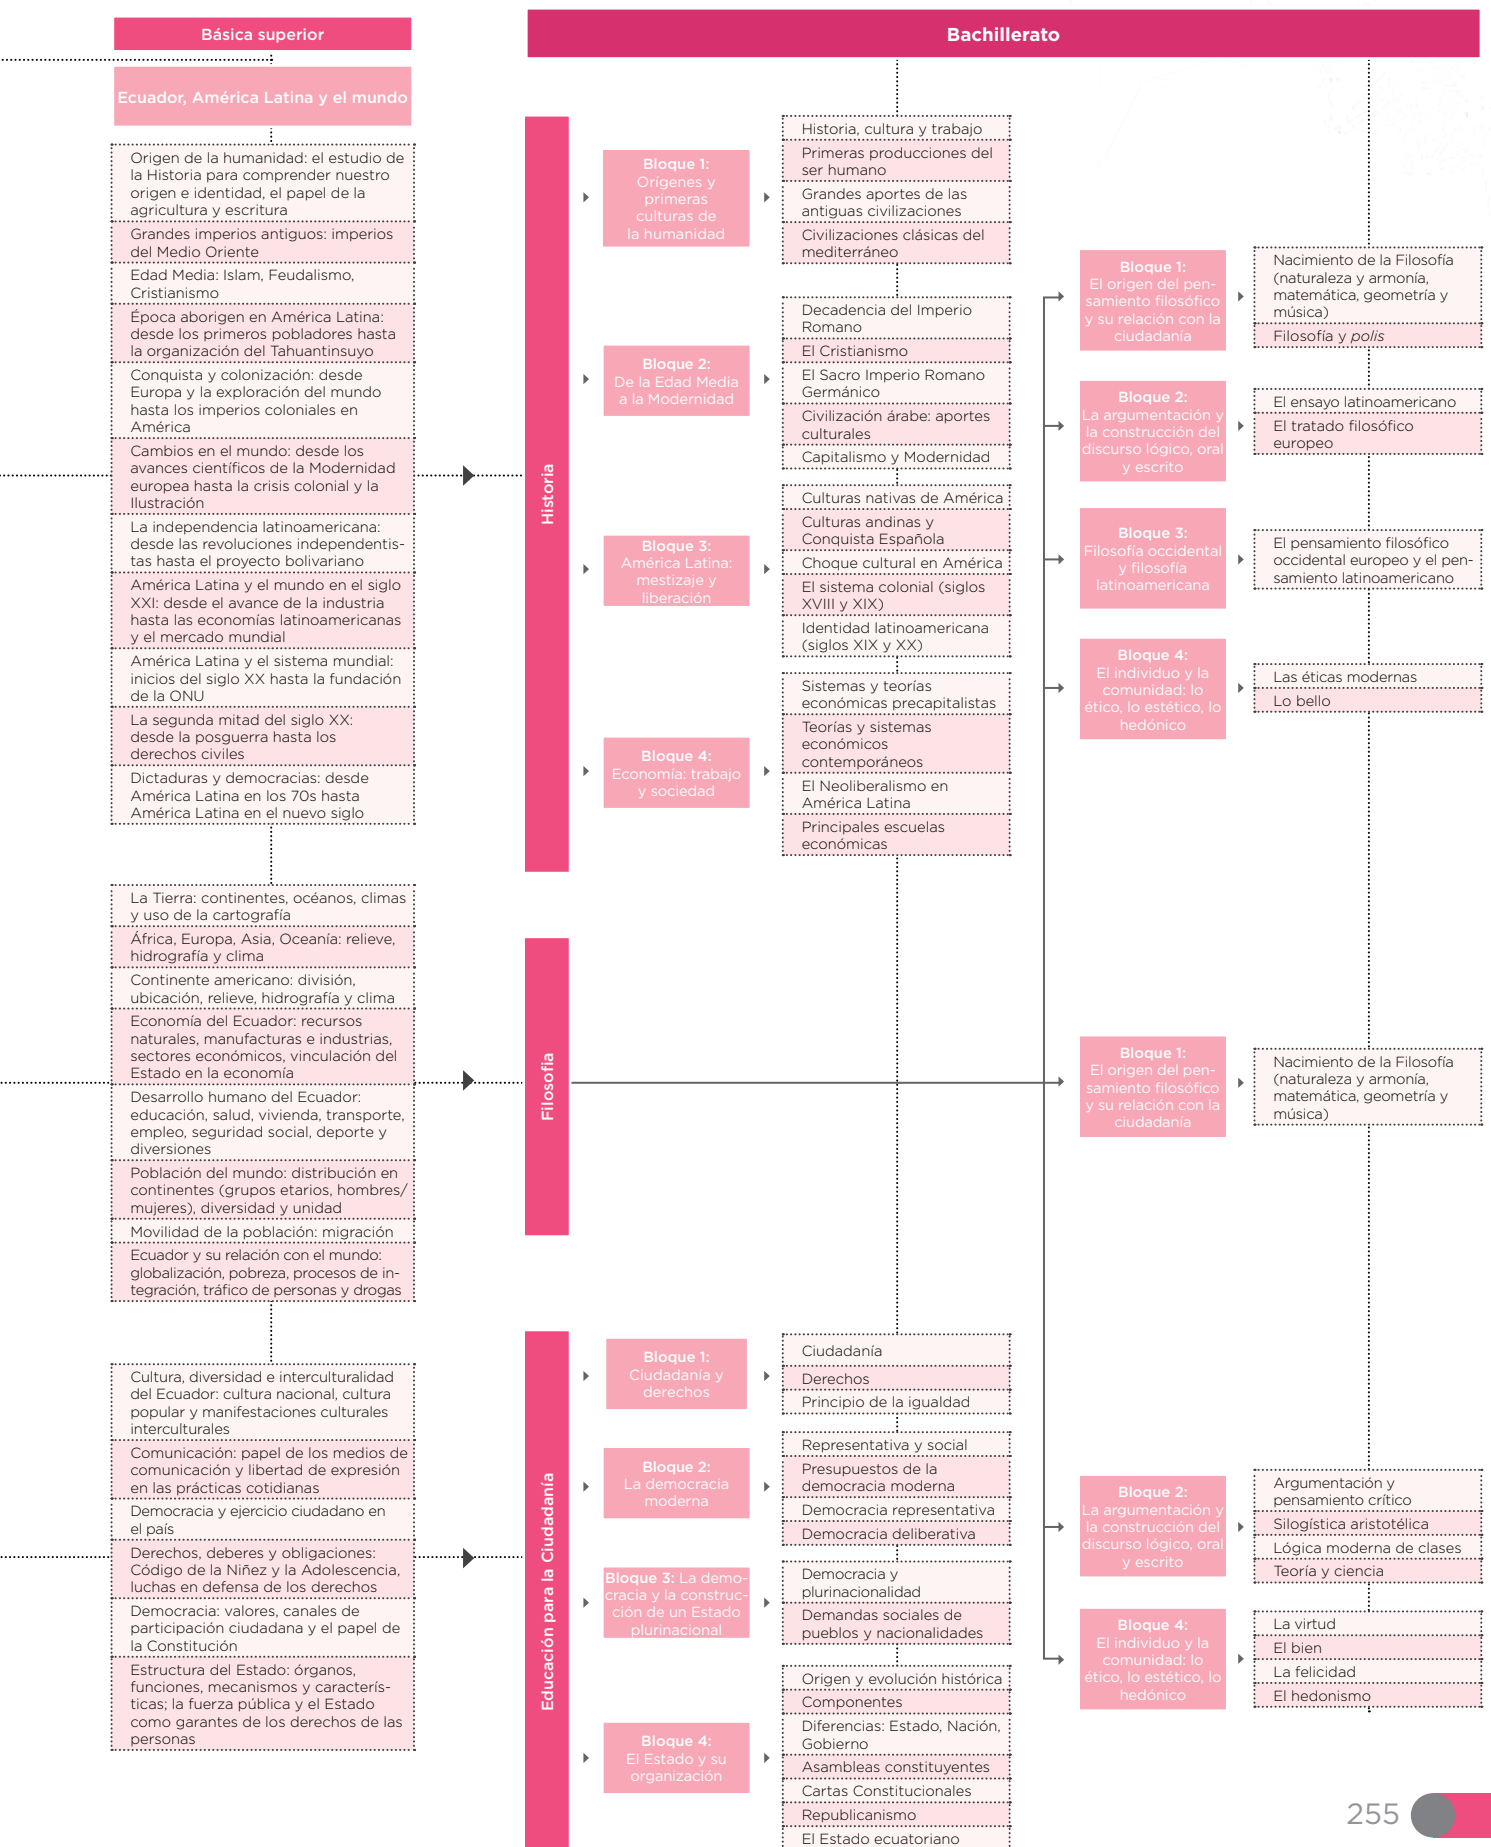 Básica superior
Bachillerato
Ecuador, América Latina y el mundo
Origen de la humanidad: el estudio de
la Historia para comprender nuestro
origen e identidad, el papel de la
agricultura y escritura
Grandes imperios antiguos: imperios
del Medio Oriente
Edad Media: Islam, Feudalismo,
Cristianismo
Época aborigen en América Latina:
desde los primeros pobladores hasta
la organización del Tahuantinsuyo
Conquista y colonización: desde
Europa y la exploración del mundo
hasta los imperios coloniales en
América
Cambios en el mundo: desde los
avances científicos de la Modernidad
europea hasta la crisis colonial y la
Ilustración
La independencia latinoamericana:
desde las revoluciones independentis-
tas hasta el proyecto bolivariano
América Latina y el mundo en el siglo
XXI: desde el avance de la industria
hasta las economías latinoamericanas
y el mercado mundial
América Latina y el sistema mundial:
inicios del siglo XX hasta la fundación
de la ONU
La segunda mitad del siglo XX:
desde la posguerra hasta los
derechos civiles
Dictaduras y democracias: desde
América Latina en los 70s hasta
América Latina en el nuevo siglo
La Tierra: continentes, océanos, climas
y uso de la cartografía
África, Europa, Asia, Oceanía: relieve,
hidrografía y clima
Continente americano: división,
ubicación, relieve, hidrografía y clima
Economía del Ecuador: recursos
naturales, manufacturas e industrias,
sectores económicos, vinculación del
Estado en la economía
Desarrollo humano del Ecuador:
educación, salud, vivienda, transporte,
empleo, seguridad social, deporte y
diversiones
Población del mundo: distribución en
continentes (grupos etarios, hombres/
mujeres), diversidad y unidad
Movilidad de la población: migración
Ecuador y su relación con el mundo:
globalización, pobreza, procesos de in-
tegración, tráfico de personas y drogas
Cultura, diversidad e interculturalidad
del Ecuador: cultura nacional, cultura
popular y manifestaciones culturales
interculturales
Comunicación: papel de los medios de
comunicación y libertad de expresión
en las prácticas cotidianas
Democracia y ejercicio ciudadano en
el país
Derechos, deberes y obligaciones:
Código de la Niñez y la Adolescencia,
luchas en defensa de los derechos
Democracia: valores, canales de
participación ciudadana y el papel de
la Constitución
Estructura del Estado: órganos,
funciones, mecanismos y caracterís-
ticas; la fuerza pública y el Estado
como garantes de los derechos de las
personas
Historia
Bloque 1:
Orígenes y
primeras
culturas de
la humanidad
Historia, cultura y trabajo
Primeras producciones del
ser humano
Grandes aportes de las
antiguas civilizaciones
Civilizaciones clásicas del
mediterráneo
Bloque 2:
De la Edad Media
a la Modernidad
Decadencia del Imperio
Romano
El Cristianismo
El Sacro Imperio Romano
Germánico
Civilización árabe: aportes
culturales
Capitalismo y Modernidad
Bloque 3:
América Latina:
mestizaje y
liberación
Culturas nativas de América
Culturas andinas y
Conquista Española
Choque cultural en América
El sistema colonial (siglos
XVIII y XIX)
Identidad latinoamericana
(siglos XIX y XX)
Bloque 4:
Economía: trabajo
y sociedad
Sistemas y teorías
económicas precapitalistas
Teorías y sistemas
económicos
contemporáneos
El Neoliberalismo en
América Latina
Principales escuelas
económicas
Filosofía
Bloque 1:
El origen del pen-
samiento filosófico
y su relación con la
ciudadanía
Nacimiento de la Filosofía
(naturaleza y armonía,
matemática, geometría y
música)
Filosofía y polis
Bloque 2:
La argumentación y
la construcción del
discurso lógico, oral
y escrito
El ensayo latinoamericano
El tratado filosófico
europeo
Bloque 3:
Filosofía occidental
y filosofía
latinoamericana
El pensamiento filosófico
occidental europeo y el pen-
samiento latinoamericano
Bloque 4:
El individuo y la
comunidad: lo
ético, lo estético, lo
hedónico
Las éticas modernas
Lo bello
Bloque 1:
El origen del pen-
samiento filosófico
y su relación con la
ciudadanía
Nacimiento de la Filosofía
(naturaleza y armonía,
matemática, geometría y
música)
Bloque 2:
La argumentación y
la construcción del
discurso lógico, oral
y escrito
Argumentación y
pensamiento crítico
Silogística aristotélica
Lógica moderna de clases
Teoría y ciencia
Bloque 4:
El individuo y la
comunidad: lo
ético, lo estético, lo
hedónico
La virtud
El bien
La felicidad
El hedonismo
Educación para la Ciudadanía
Bloque 1:
Ciudadanía y
derechos
Ciudadanía
Derechos
Principio de la igualdad
Bloque 2:
La democracia
moderna
Representativa y social
Presupuestos de la
democracia moderna
Democracia representativa
Democracia deliberativa
Bloque 3: La demo-
cracia y la construc-
ción de un Estado
plurinacional
Democracia y
plurinacionalidad
Demandas sociales de
pueblos y nacionalidades
Bloque 4:
El Estado y su
organización
Origen y evolución histórica
Componentes
Diferencias: Estado, Nación,
Gobierno
Asambleas constituyentes
Cartas Constitucionales
Republicanismo
El Estado ecuatoriano
255